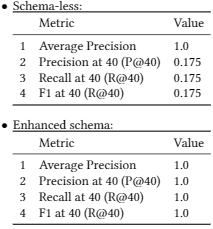 • Schema-less:
Metric Value
1 Average Precision 1.0
2 Precision at 40 (P@40) 0.175
3 Recall at 40 (R@40) 0.175
4 F1 at 40 (R@40) 0.175
• Enhanced schema:
Metric Value
1 Average Precision 1.0
2 Precision at 40 (P@40) 1.0
3 Recall at 40 (R@40) 1.0
4 F1 at 40 (R@40) 1.0